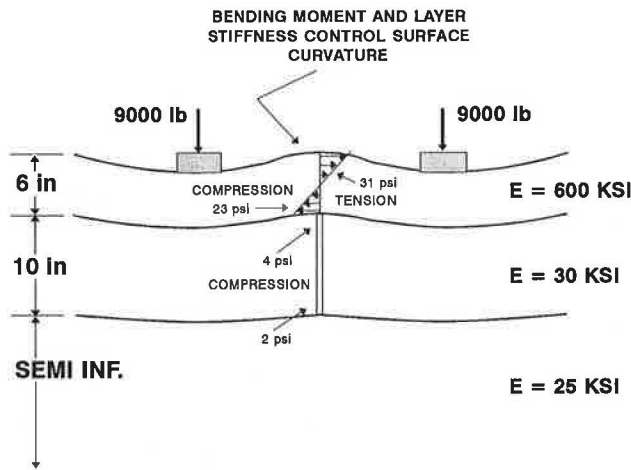 BENDING MOMENT AND LAYER
STIFFNESS CONTROL SURFACE
CURVATURE
9000 lb
9000 lb
6 in
COMPRESSION
23 psi
31 psi
TENSION
E = 600 KSI
10 in
4 psi
COMPRESSION
2 psi
E = 30 KSI
SEMI INF.
E = 25 KSI